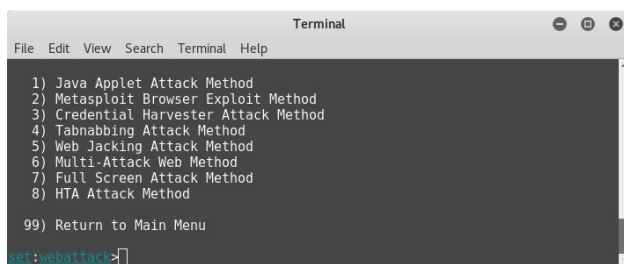 Terminal
File Edit View Search Terminal Help
1) Java Applet Attack Method
2) Metasploit Browser Exploit Method
3) Credential Harvester Attack Method
4) Tabnabbing Attack Method
5) Web Jacking Attack Method
6) Multi-Attack Web Method
7) Full Screen Attack Method
8) HTA Attack Method
99) Return to Main Menu
set:webattack>